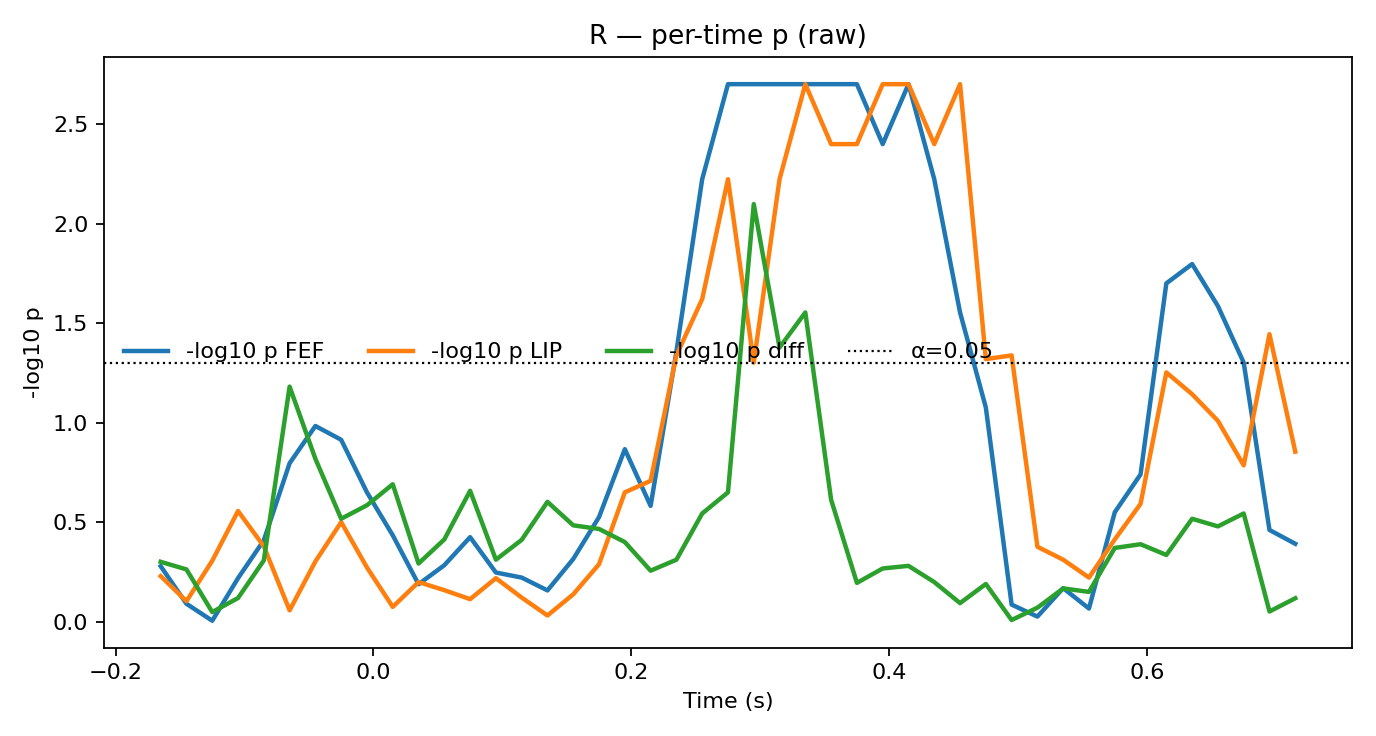 R — per-time p (raw)
-log10 p
2.5
2.0
1.5
1.0
0.5
0.0
-log10 p FEF -log10 p LIP -log10 p diff α=0.05
−0.2 0.0 0.2 0.4 0.6
Time (s)